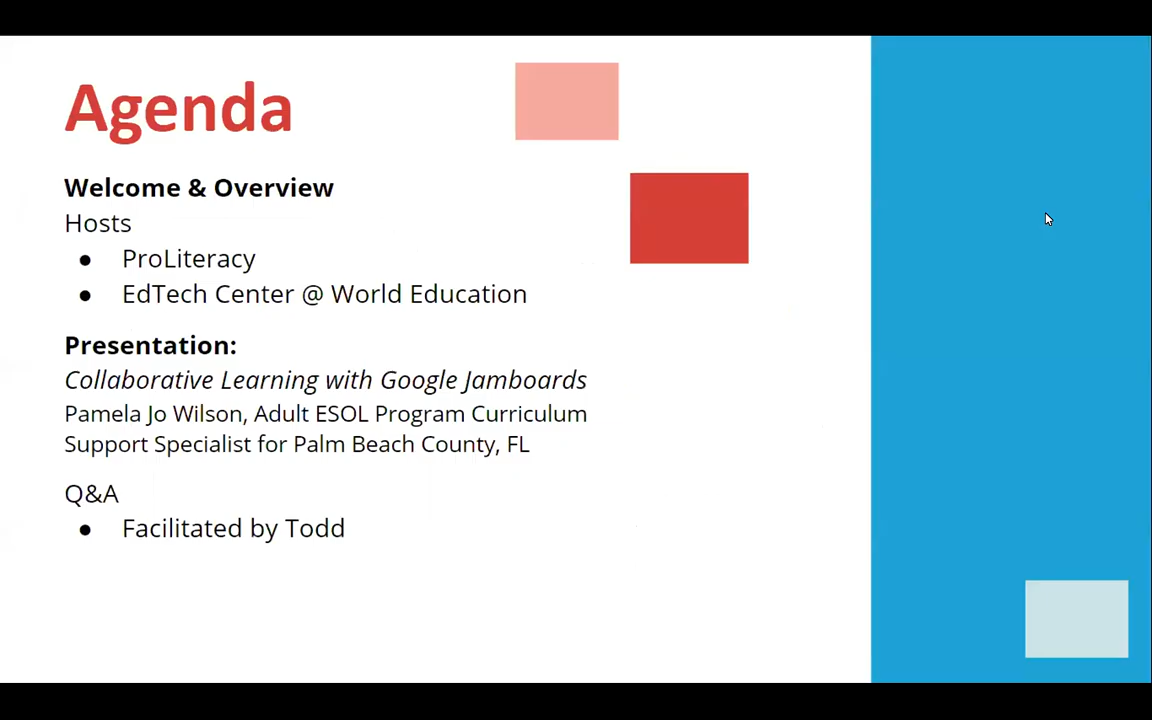 Agenda
Welcome & Overview
Hosts
● ProLiteracy
● EdTech Center @ World Education
Presentation:
Collaborative Learning with Google Jamboards
Pamela Jo Wilson, Adult ESOL Program Curriculum
Support Specialist for Palm Beach County, FL
Q&A
● Facilitated by Todd